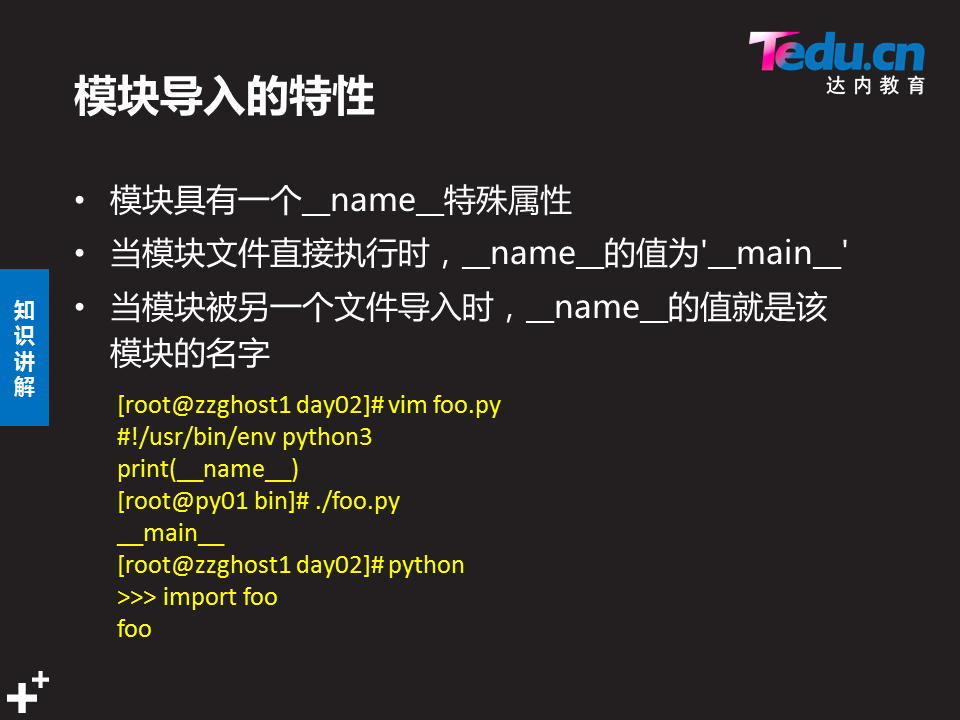 Tedu.cn
达内教育
模块导入的特性
• 模块具有一个__name__特殊属性
• 当模块文件直接执行时，__name__的值为'__main__'
• 当模块被另一个文件导入时，__name__的值就是该
模块的名字
知
识
讲
解
[root@zzghost1 day02]# vim foo.py
#!/usr/bin/env python3
print(__name__)
[root@py01 bin]# ./foo.py
__main__
[root@zzghost1 day02]# python
>>> import foo
foo